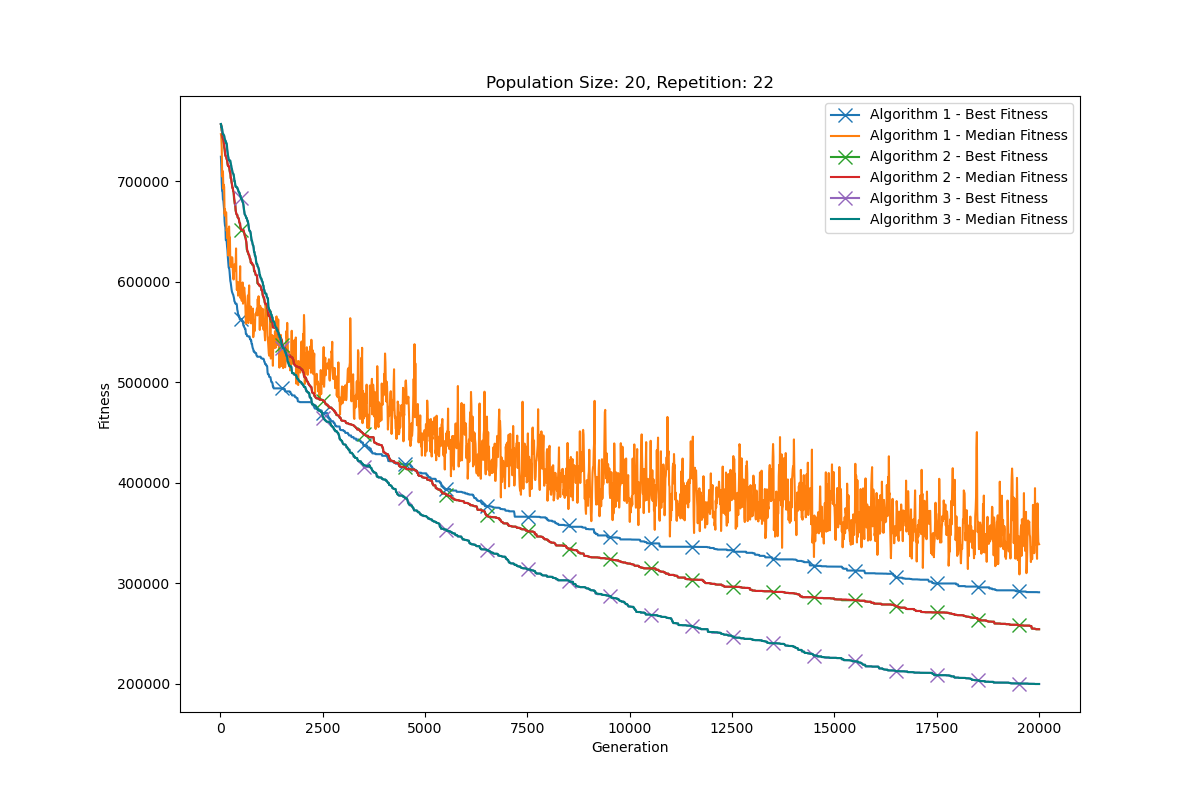 Population Size: 20, Repetition: 22
Algorithm 1 - Best Fitness
Algorithm 1 - Median Fitness
Algorithm 2 - Best Fitness
Algorithm 2 - Median Fitness
Algorithm 3 - Best Fitness
Algorithm 3 - Median Fitness
700000
600000
500000
400000
300000
200000
Fitness
0 2500 5000 7500 10000 12500 15000 17500 20000
Generation